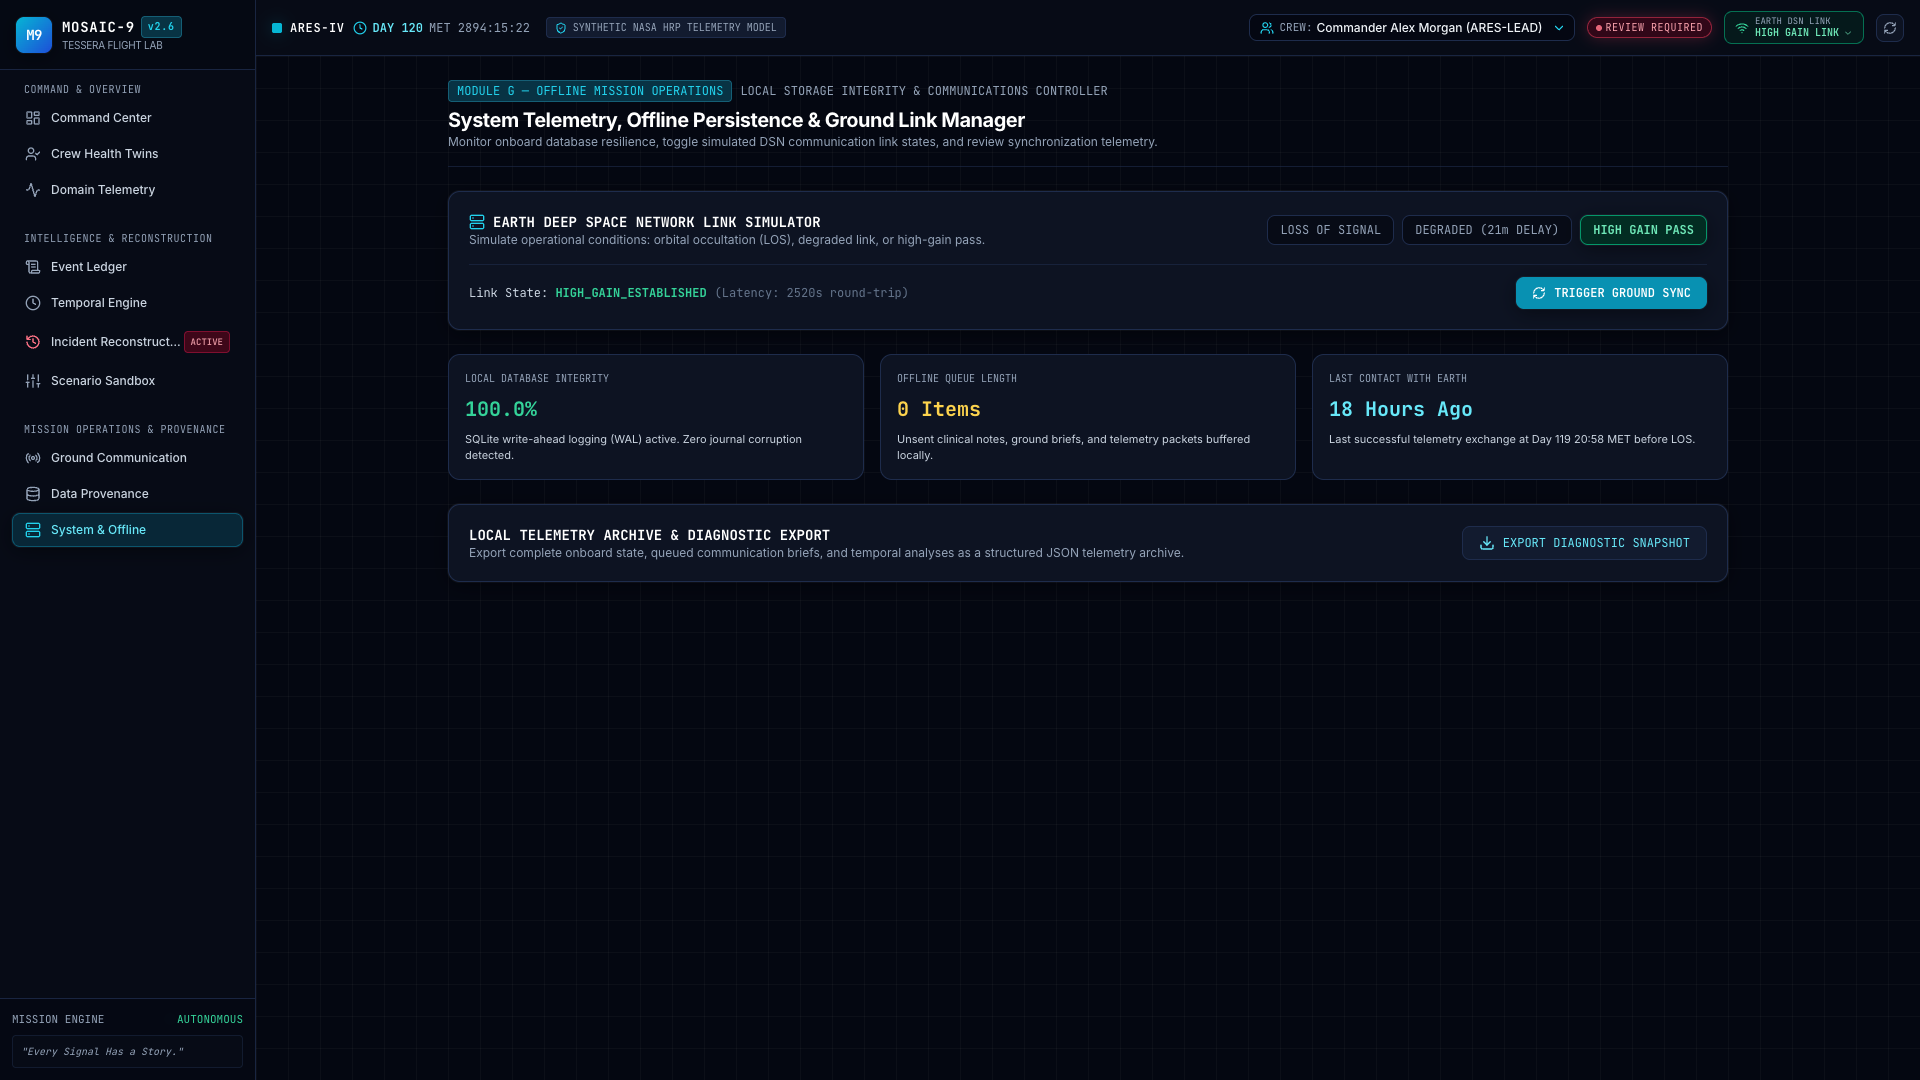 M9
MOSAIC-9 v2.6
TESSERA FLIGHT LAB
COMMAND & OVERVIEW
Command Center
Crew Health Twins
Domain Telemetry
INTELLIGENCE & RECONSTRUCTION
Event Ledger
Temporal Engine
Incident Reconstruct... ACTIVE
Scenario Sandbox
MISSION OPERATIONS & PROVENANCE
Ground Communication
Data Provenance
System & Offline
MISSION ENGINE AUTONOMOUS
"Every Signal Has a Story."
ARES-IV DAY 120 MET 2894:15:22 SYNTHETIC NASA HRP TELEMETRY MODEL
CREW: Commander Alex Morgan (ARES-LEAD)
REVIEW REQUIRED
EARTH DSN LINK
HIGH GAIN LINK
MODULE G — OFFLINE MISSION OPERATIONS LOCAL STORAGE INTEGRITY & COMMUNICATIONS CONTROLLER
System Telemetry, Offline Persistence & Ground Link Manager
Monitor onboard database resilience, toggle simulated DSN communication link states, and review synchronization telemetry.
EARTH DEEP SPACE NETWORK LINK SIMULATOR
Simulate operational conditions: orbital occultation (LOS), degraded link, or high-gain pass.
LOSS OF SIGNAL DEGRADED (21m DELAY) HIGH GAIN PASS
Link State: HIGH_GAIN_ESTABLISHED (Latency: 2520s round-trip)
TRIGGER GROUND SYNC
LOCAL DATABASE INTEGRITY
100.0%
SQLite write-ahead logging (WAL) active. Zero journal corruption
detected.
OFFLINE QUEUE LENGTH
0 Items
Unsent clinical notes, ground briefs, and telemetry packets buffered
locally.
LAST CONTACT WITH EARTH
18 Hours Ago
Last successful telemetry exchange at Day 119 20:58 MET before LOS.
LOCAL TELEMETRY ARCHIVE & DIAGNOSTIC EXPORT
Export complete onboard state, queued communication briefs, and temporal analyses as a structured JSON telemetry archive.
EXPORT DIAGNOSTIC SNAPSHOT